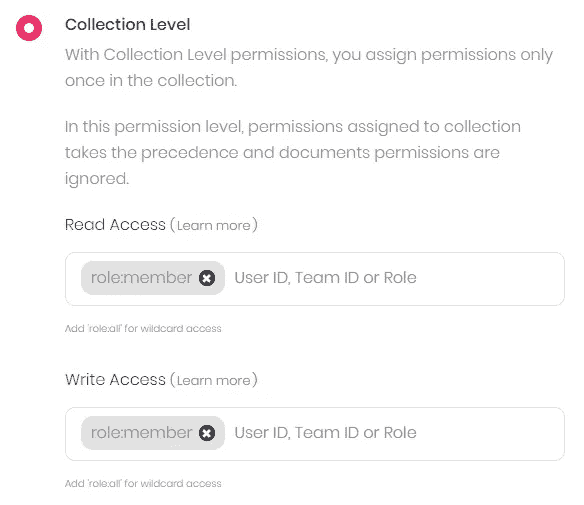 Collection Level
With Collection Level permissions, you assign permissions only
once in the collection.
In this permission level, permissions assigned to collection
takes the precedence and documents permissions are
ignored.
Read Access (Learn more)
role:member User ID, Team ID or Role
Add 'role:all' for wildcard access
Write Access (Learn more)
role:member User ID, Team ID or Role
Add 'role:all' for wildcard access